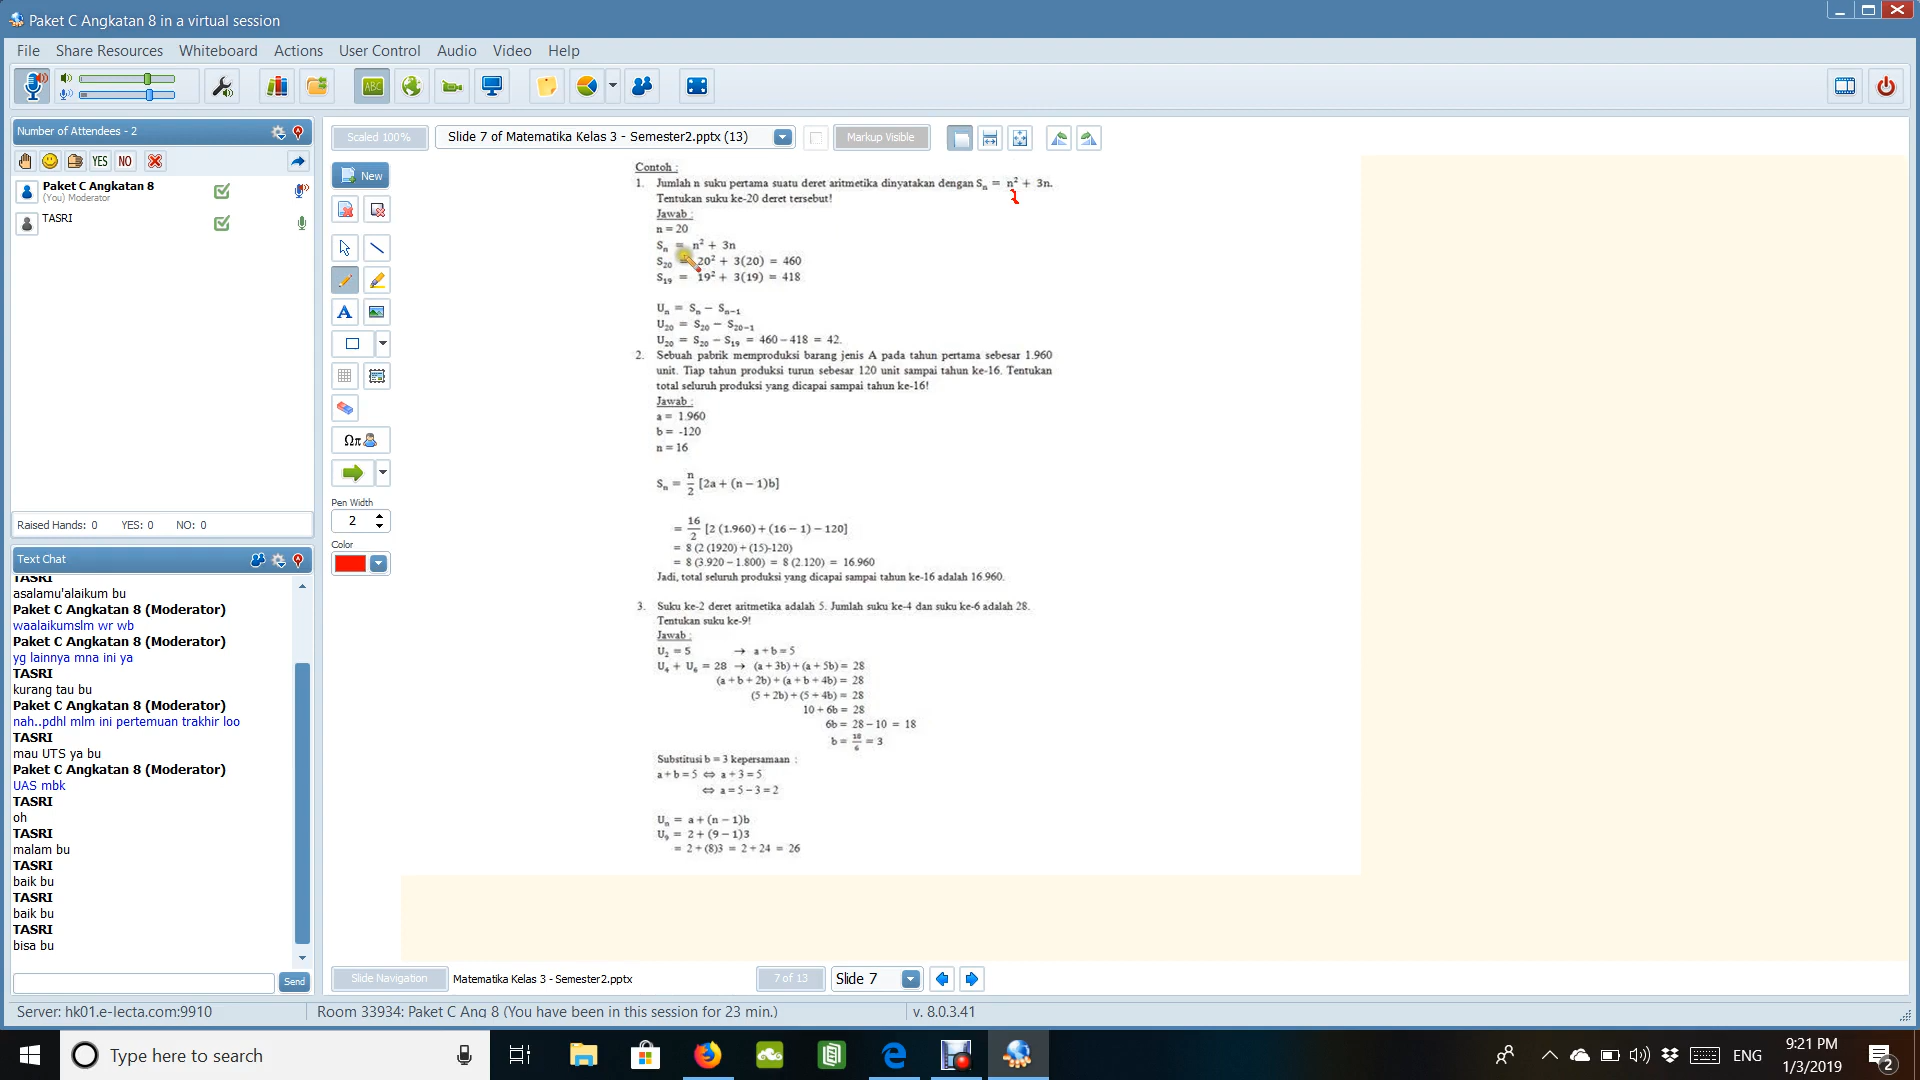 Paket C Angkatan 8 in a virtual session
File Share Resources Whiteboard Actions User Control Audio Video Help
ABC
Number of Attendees - 2
YES NO
Paket C Angkatan 8
(You) Moderator
TASRI
Raised Hands: 0 YES: 0 NO: 0
Text Chat
TASRI
asalamu'alaikum bu
Paket C Angkatan 8 (Moderator)
waalaikumslm wr wb
Paket C Angkatan 8 (Moderator)
yg lainnya mna ini ya
TASRI
kurang tau bu
Paket C Angkatan 8 (Moderator)
nah..pdhl mlm ini pertemuan trakhir loo
TASRI
mau UTS ya bu
Paket C Angkatan 8 (Moderator)
UAS mbk
TASRI
oh
TASRI
malam bu
TASRI
baik bu
TASRI
baik bu
TASRI
bisa bu
Send
Scaled 100% Slide 7 of Matematika Kelas 3 - Semester2.pptx (13) Markup Visible
New
A
Ωπ
Pen Width
2
Color
Contoh :
1. Jumlah n suku pertama suatu deret aritmetika dinyatakan dengan Sₙ = n² + 3n.
Tentukan suku ke-20 deret tersebut!
Jawab :
n = 20
Sₙ = n² + 3n
S₂₀ = 20² + 3(20) = 460
S₁₉ = 19² + 3(19) = 418
Uₙ = Sₙ – Sₙ₋₁
U₂₀ = S₂₀ – S₂₀₋₁
U₂₀ = S₂₀ – S₁₉ = 460 – 418 = 42.
2. Sebuah pabrik memproduksi barang jenis A pada tahun pertama sebesar 1.960
unit. Tiap tahun produksi turun sebesar 120 unit sampai tahun ke-16. Tentukan
total seluruh produksi yang dicapai sampai tahun ke-16!
Jawab :
a = 1.960
b = -120
n = 16
Sₙ = n/2 [2a + (n – 1)b]
= 16/2 [2 (1.960) + (16 – 1) – 120]
= 8 (2 (1920) + (15)-120)
= 8 (3.920 – 1.800) = 8 (2.120) = 16.960
Jadi, total seluruh produksi yang dicapai sampai tahun ke-16 adalah 16.960.
3. Suku ke-2 deret aritmetika adalah 5. Jumlah suku ke-4 dan suku ke-6 adalah 28.
Tentukan suku ke-9!
Jawab :
U₂ = 5 → a + b = 5
U₄ + U₆ = 28 → (a + 3b) + (a + 5b) = 28
(a + b + 2b) + (a + b + 4b) = 28
(5 + 2b) + (5 + 4b) = 28
10 + 6b = 28
6b = 28 – 10 = 18
b = 18/6 = 3
Substitusi b = 3 kepersamaan :
a + b = 5 ⇔ a + 3 = 5
⇔ a = 5 – 3 = 2
Uₙ = a + (n – 1)b
U₉ = 2 + (9 – 1)3
= 2 + (8)3 = 2 + 24 = 26
Slide Navigation Matematika Kelas 3 - Semester2.pptx 7 of 13 Slide 7
Server: hk01.e-lecta.com:9910 Room 33934: Paket C Ang 8 (You have been in this session for 23 min.) v. 8.0.3.41
Type here to search
ENG
9:21 PM
1/3/2019
2